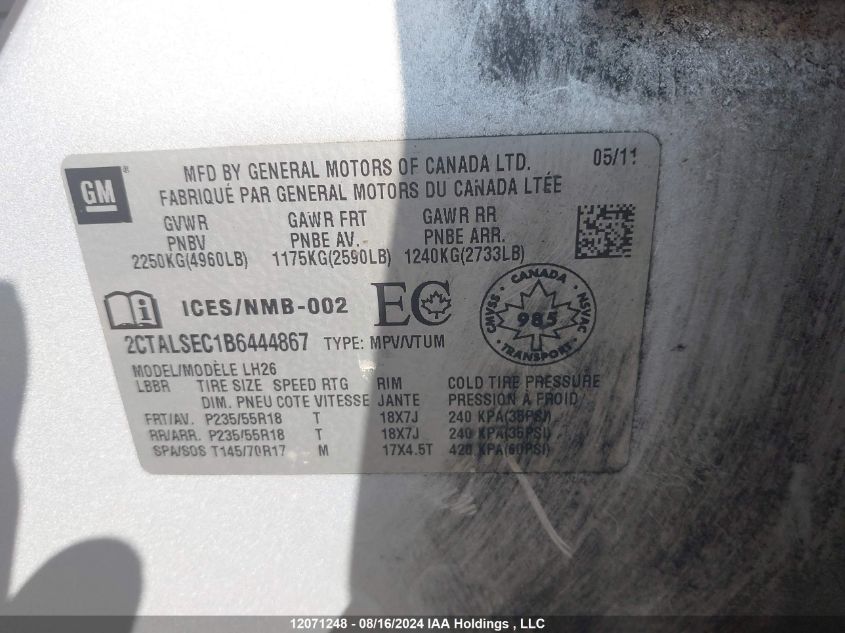 GM
MFD BY GENERAL MOTORS OF CANADA LTD. 05/11
FABRIQUÉ PAR GENERAL MOTORS DU CANADA LTÉE
GVWR GAWR FRT GAWR RR
PNBV PNBE AV. PNBE ARR.
2250KG(4960LB) 1175KG(2590LB) 1240KG(2733LB)
i ICES/NMB-002 EC
CANADA
CMVSS 985 NSVAC
TRANSPORT
2CTALSEC1B6444867 TYPE: MPV/VTUM
MODEL/MODÈLE LH26
LBBR TIRE SIZE SPEED RTG RIM COLD TIRE PRESSURE
DIM. PNEU COTE VITESSE JANTE PRESSION À FROID
FRT/AV. P235/55R18 T 18X7J 240 KPA(35PSI)
RR/ARR. P235/55R18 T 18X7J 240 KPA(35PSI)
SPA/SOS T145/70R17 M 17X4.5T 420 KPA(60PSI)
12071248 - 08/16/2024 IAA Holdings , LLC